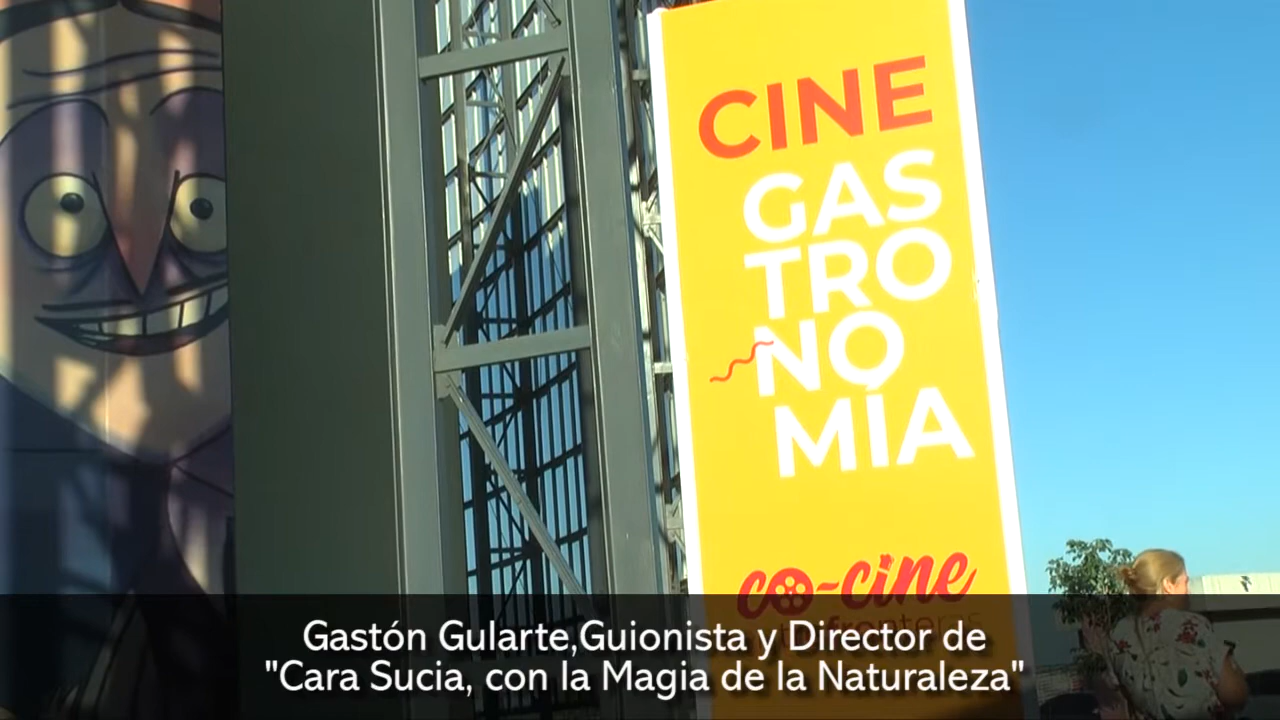 CINE
GAS
TRO
NO
MÍA
co-cine
fronteras
Gastón Gularte,Guionista y Director de
"Cara Sucia, con la Magia de la Naturaleza"